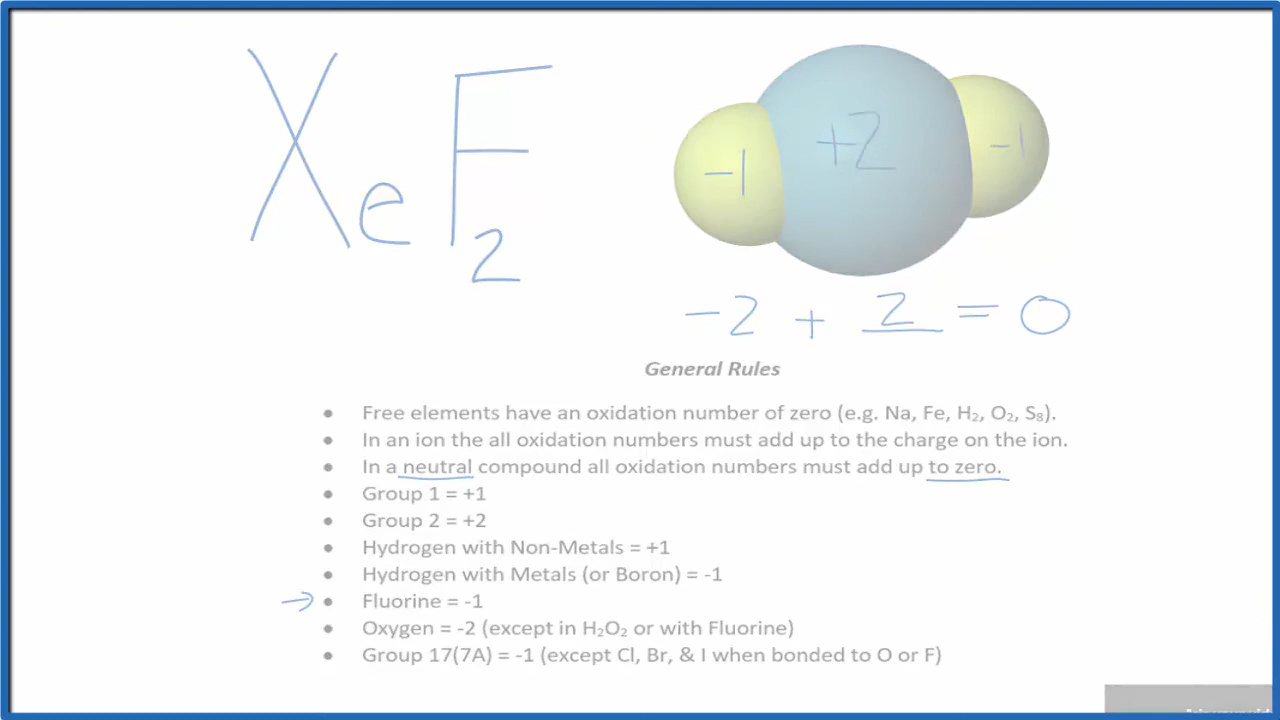 XeF2
-1 +2 -1
-2 + 2 = 0
General Rules
• Free elements have an oxidation number of zero (e.g. Na, Fe, H₂, O₂, S₈).
• In an ion the all oxidation numbers must add up to the charge on the ion.
• In a neutral compound all oxidation numbers must add up to zero.
• Group 1 = +1
• Group 2 = +2
• Hydrogen with Non-Metals = +1
• Hydrogen with Metals (or Boron) = -1
→ • Fluorine = -1
• Oxygen = -2 (except in H₂O₂ or with Fluorine)
• Group 17(7A) = -1 (except Cl, Br, & I when bonded to O or F)